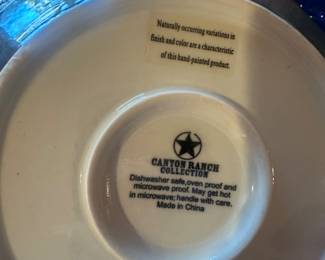 Naturally occurring variations in
finish and color are a characteristic
of this hand-painted product.
CANYON RANCH
COLLECTION
Dishwasher safe,oven proof and
microwave proof. May get hot
in microwave; handle with care.
Made in China